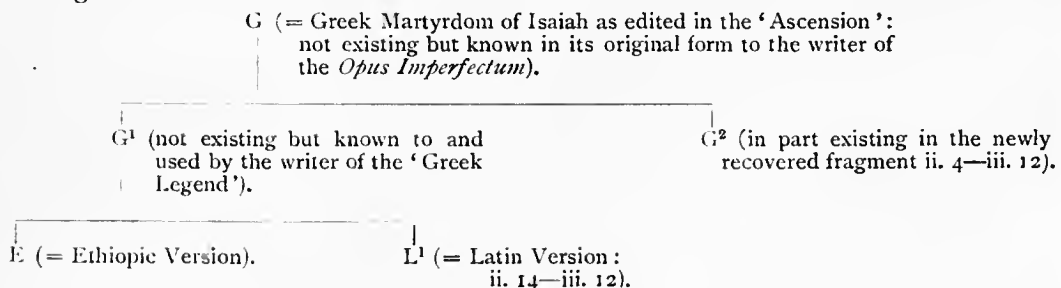 G (= Greek Martyrdom of Isaiah as edited in the ‘Ascension’:
not existing but known in its original form to the writer of
the Opus Imperfectum).
G¹ (not existing but known to and
used by the writer of the ‘Greek
Legend’).
G² (in part existing in the newly
recovered fragment ii. 4—iii. 12).
E (= Ethiopic Version).
L¹ (= Latin Version :
ii. 14—iii. 12).